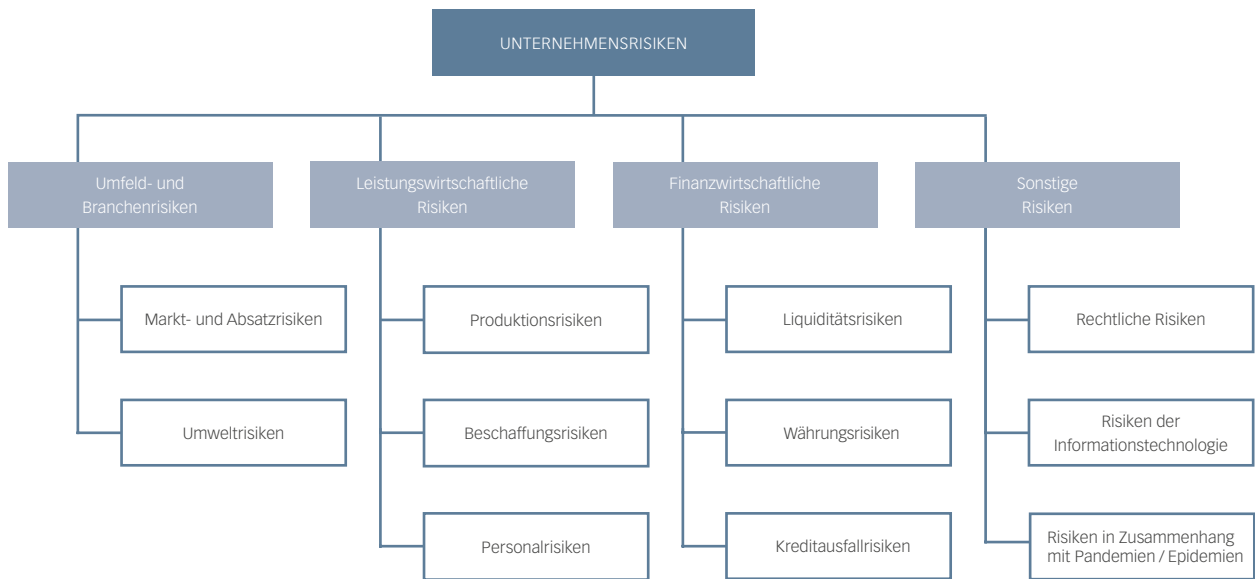 UNTERNEHMENSRISIKEN
Umfeld- und
Branchenrisiken
Leistungswirtschaftliche
Risiken
Finanzwirtschaftliche
Risiken
Sonstige
Risiken
Markt- und Absatzrisiken
Produktionsrisiken
Liquiditätsrisiken
Rechtliche Risiken
Umweltrisiken
Beschaffungsrisiken
Währungsrisiken
Risiken der
Informationstechnologie
Personalrisiken
Kreditausfallrisiken
Risiken in Zusammenhang
mit Pandemien / Epidemien